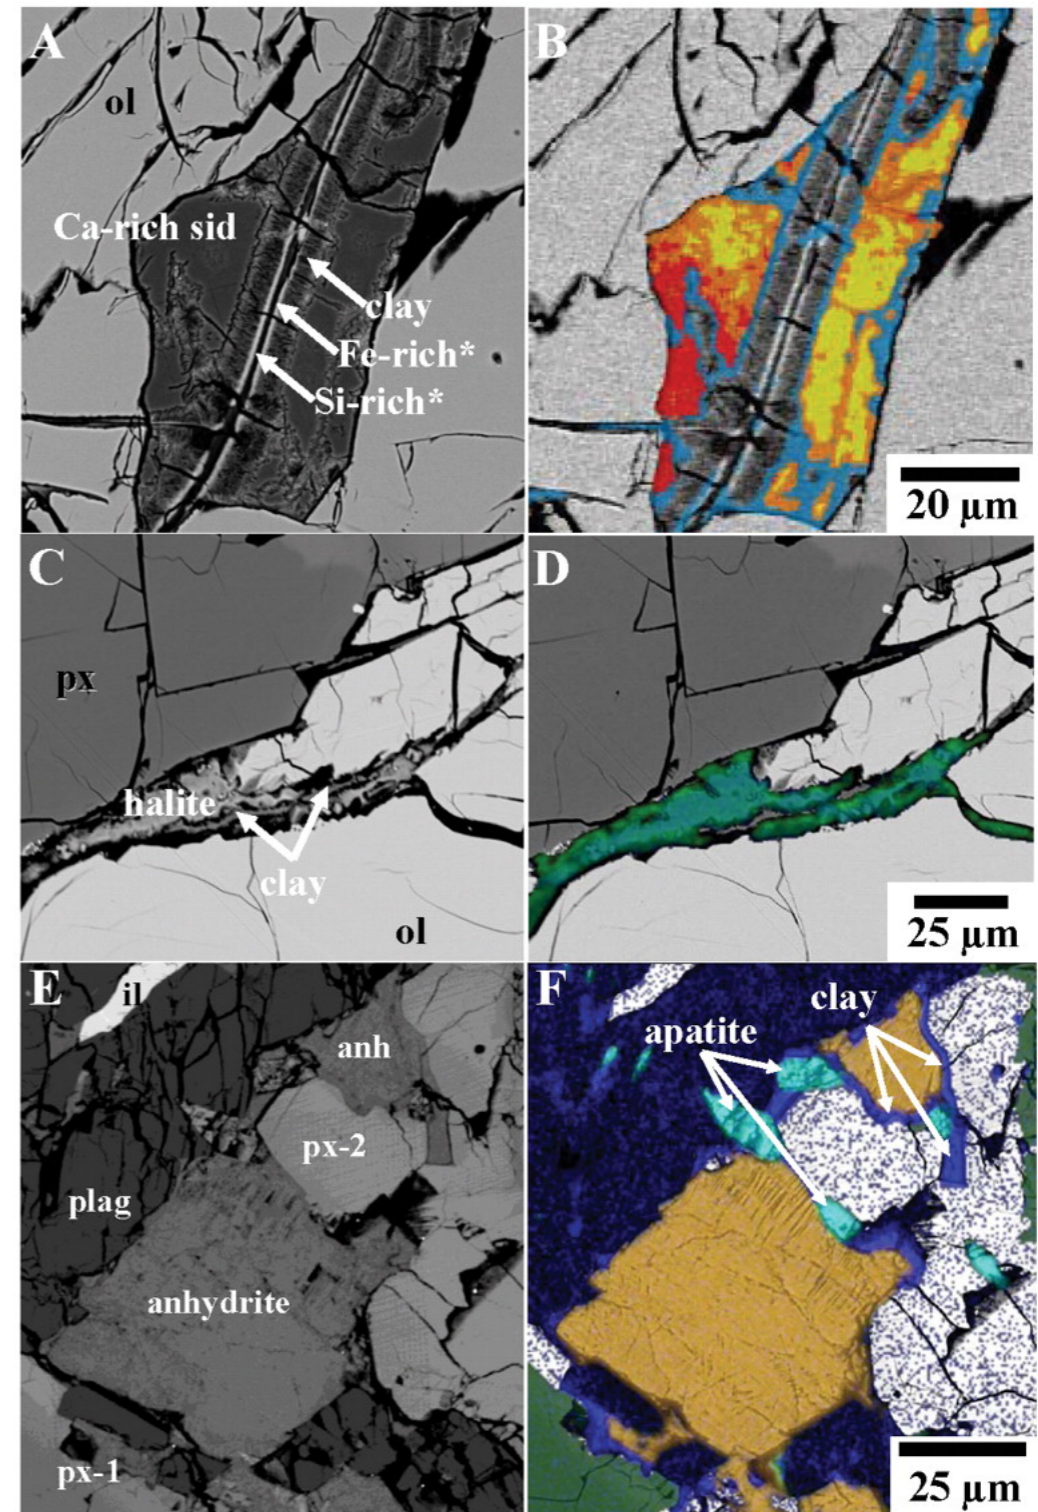 A
B
ol
Ca-rich sid
clay
Fe-rich*
Si-rich*
20 µm
C
D
px
halite
clay
ol
25 µm
E
F
il
clay
apatite
anh
px-2
plag
anhydrite
px-1
25 µm